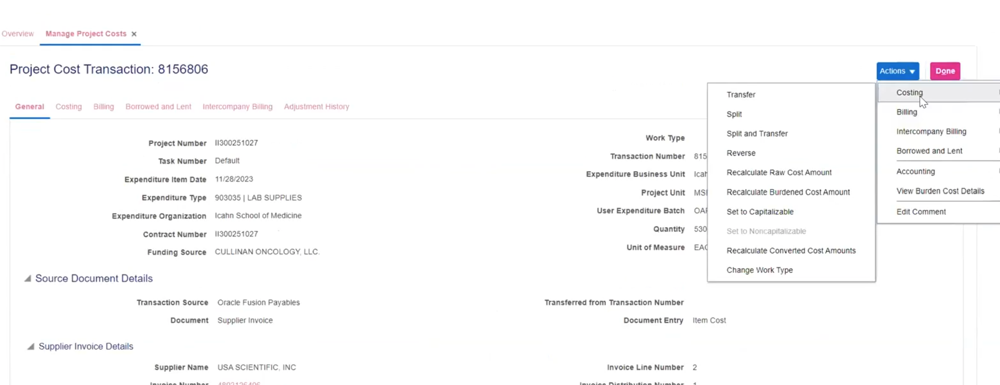 Overview Manage Project Costs ×
Project Cost Transaction: 8156806
Actions Done
General Costing Billing Borrowed and Lent Intercompany Billing Adjustment History
Project Number II300251027
Task Number Default
Expenditure Item Date 11/28/2023
Expenditure Type 903035 | LAB SUPPLIES
Expenditure Organization Icahn School of Medicine
Contract Number II300251027
Funding Source CULLINAN ONCOLOGY, LLC.
Work Type
Transaction Number 815
Expenditure Business Unit
Project Unit
User Expenditure Batch
Quantity 530
Unit of Measure
Transfer
Split
Split and Transfer
Reverse
Recalculate Raw Cost Amount
Recalculate Burdened Cost Amount
Set to Capitalizable
Set to Noncapitalizable
Recalculate Converted Cost Amounts
Change Work Type
Costing
Billing
Intercompany Billing
Borrowed and Lent
Accounting
View Burden Cost Details
Edit Comment
Source Document Details
Transaction Source Oracle Fusion Payables
Document Supplier Invoice
Transferred from Transaction Number
Document Entry Item Cost
Supplier Invoice Details
Supplier Name USA SCIENTIFIC, INC
Invoice Number
Invoice Line Number 2
Invoice Distribution Number 1